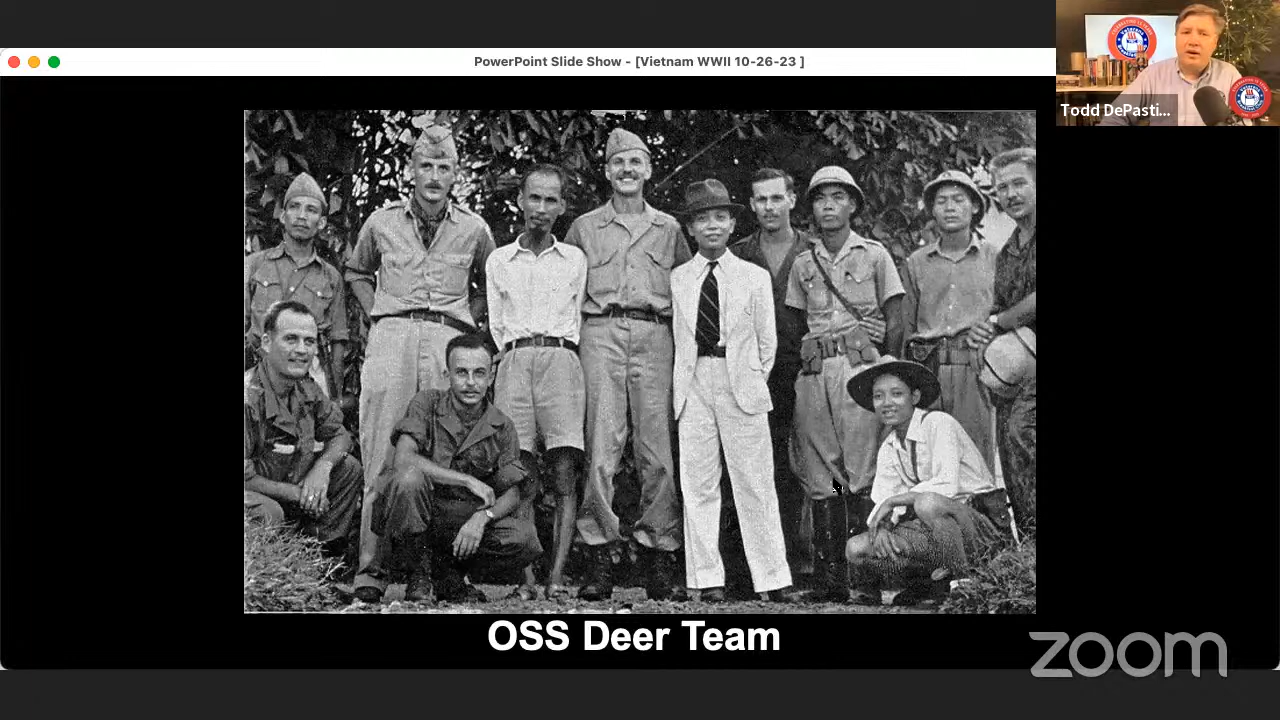 PowerPoint Slide Show - [Vietnam WWII 10-26-23 ]
Todd DePasti...
OSS Deer Team
zoom